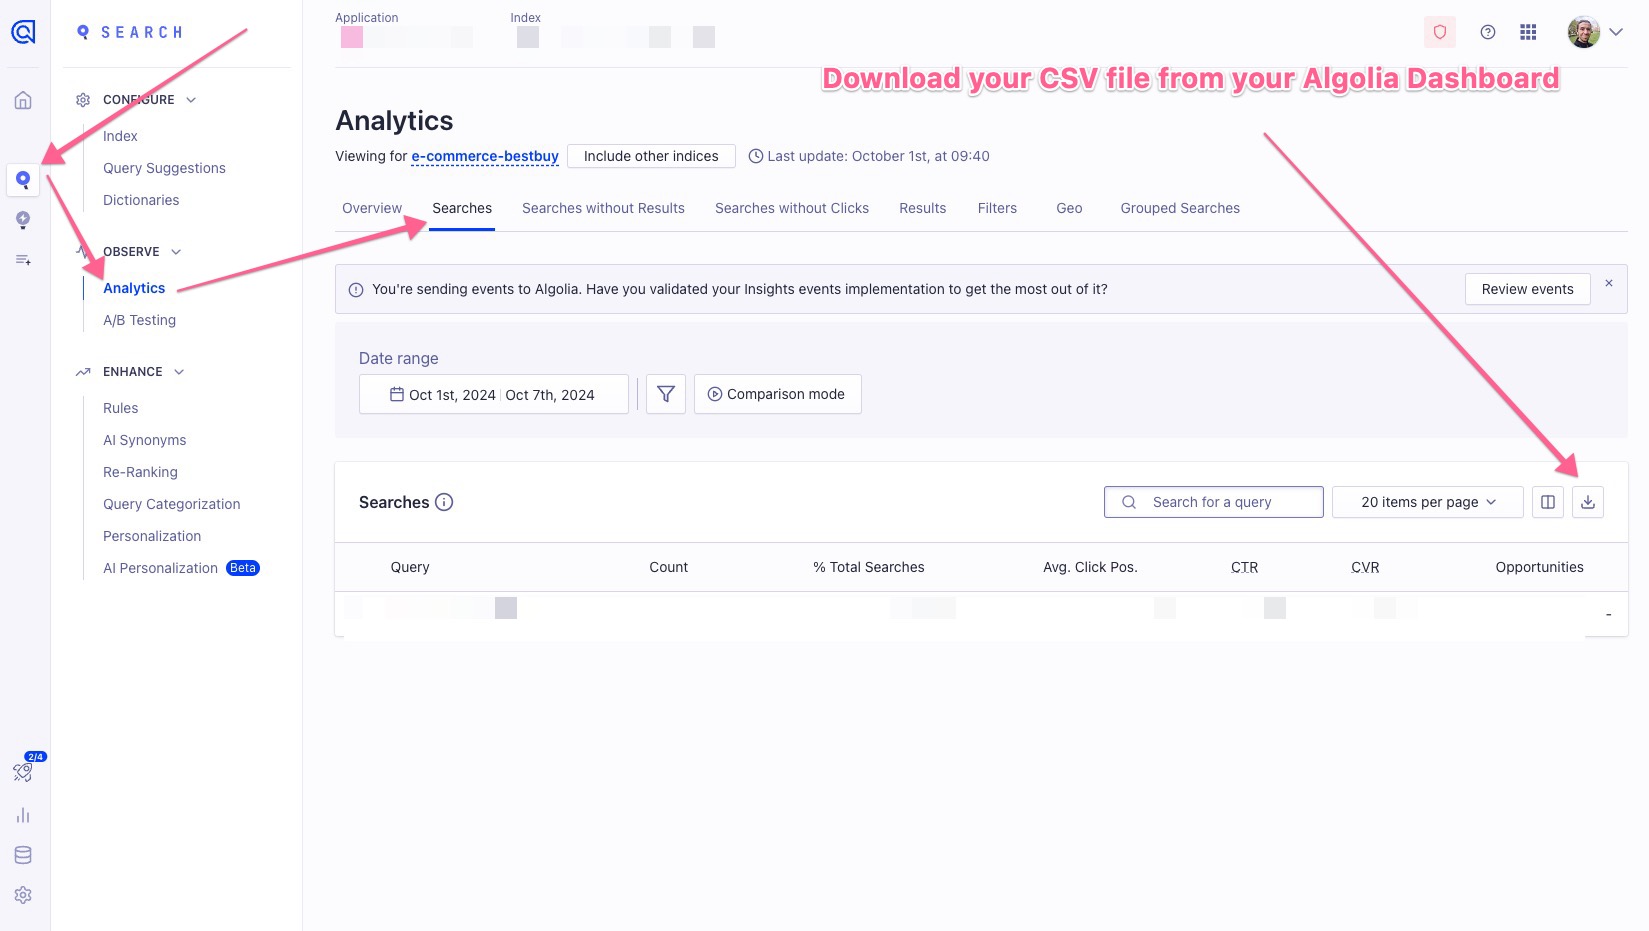 SEARCH
Application
Index
Download your CSV file from your Algolia Dashboard
CONFIGURE
Index
Query Suggestions
Dictionaries
OBSERVE
Analytics
A/B Testing
ENHANCE
Rules
AI Synonyms
Re-Ranking
Query Categorization
Personalization
AI Personalization Beta
2/4
Analytics
Viewing for e-commerce-bestbuy Include other indices Last update: October 1st, at 09:40
Overview Searches Searches without Results Searches without Clicks Results Filters Geo Grouped Searches
You're sending events to Algolia. Have you validated your Insights events implementation to get the most out of it? Review events
Date range
Oct 1st, 2024 Oct 7th, 2024 Comparison mode
Searches Search for a query 20 items per page
Query Count % Total Searches Avg. Click Pos. CTR CVR Opportunities
-